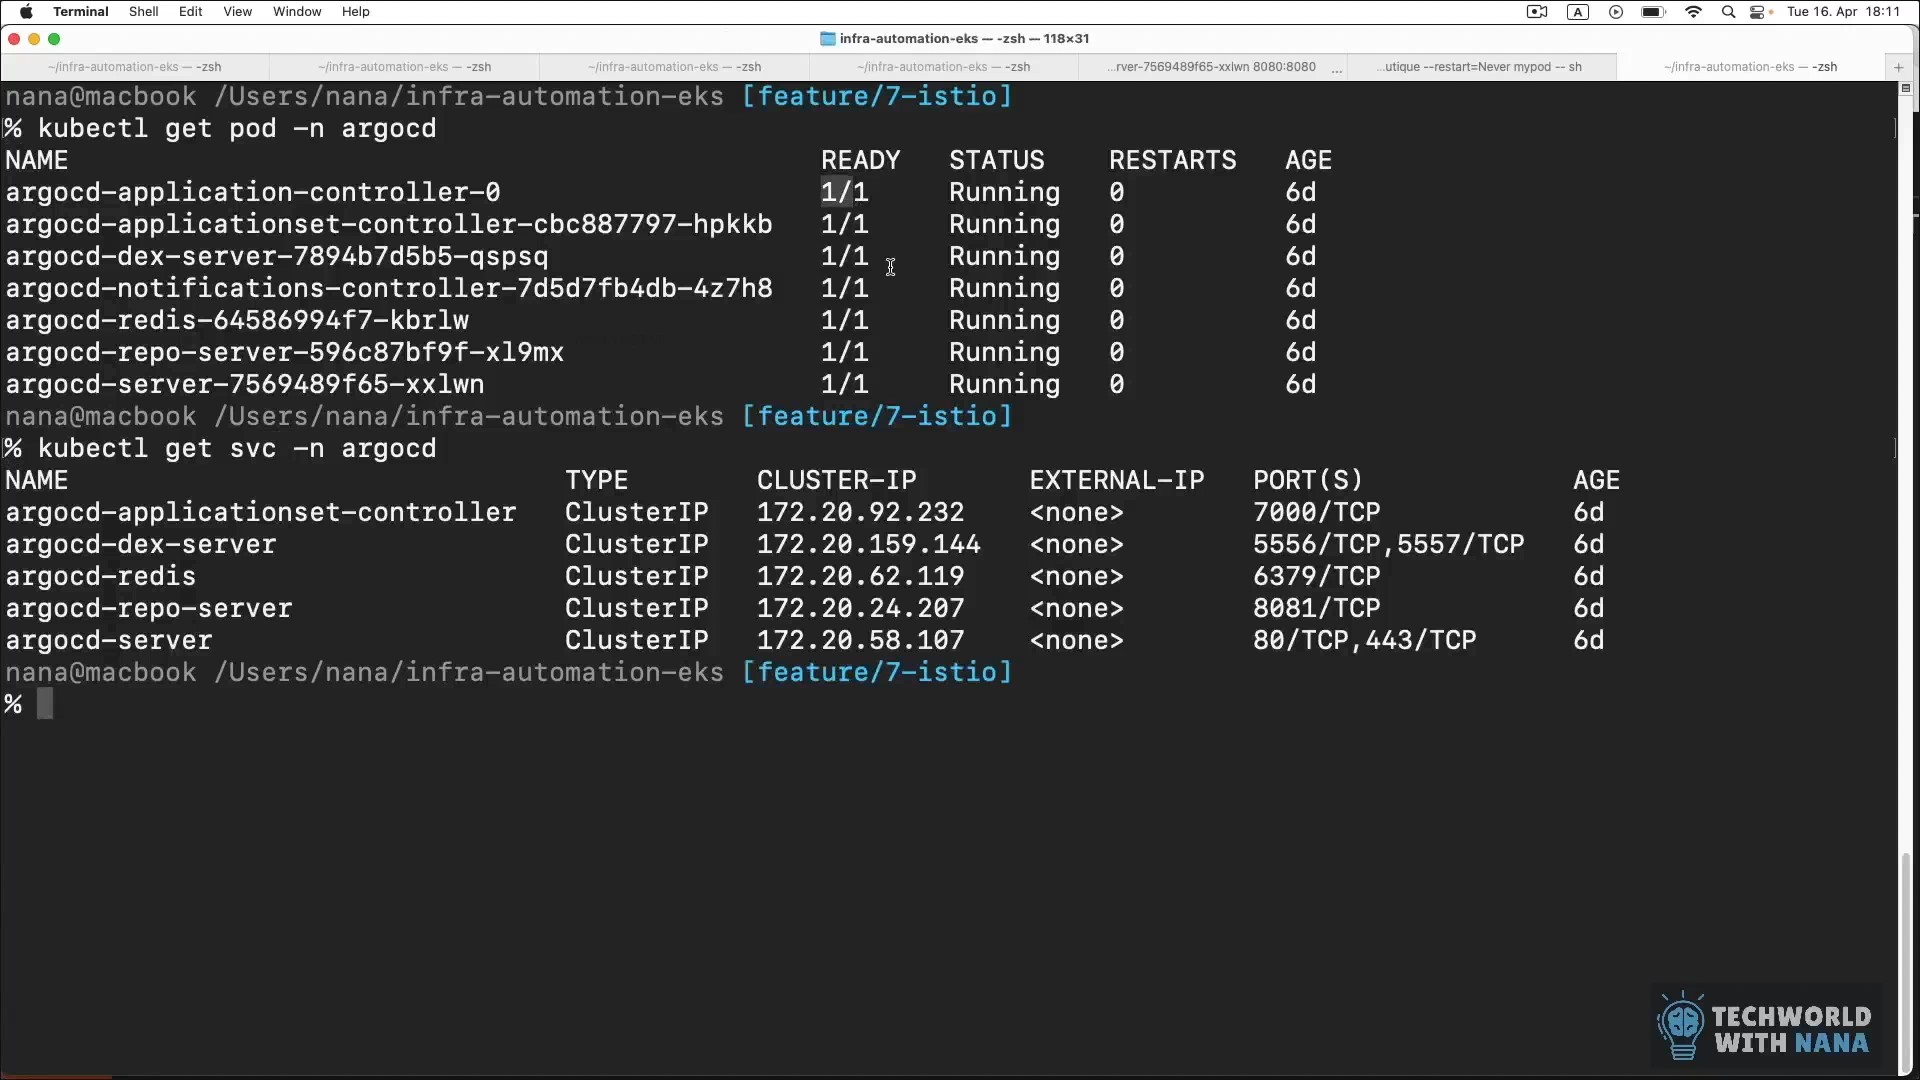 Terminal Shell Edit View Window Help A Tue 16. Apr 18:11
infra-automation-eks — -zsh — 118×31
~/infra-automation-eks — -zsh ~/infra-automation-eks — -zsh ~/infra-automation-eks — -zsh ~/infra-automation-eks — -zsh ...rver-7569489f65-xxlwn 8080:8080 ... ...utique --restart=Never mypod -- sh ~/infra-automation-eks — -zsh +
nana@macbook /Users/nana/infra-automation-eks [feature/7-istio]
% kubectl get pod -n argocd
NAME READY STATUS RESTARTS AGE
argocd-application-controller-0 1/1 Running 0 6d
argocd-applicationset-controller-cbc887797-hpkkb 1/1 Running 0 6d
argocd-dex-server-7894b7d5b5-qspsq 1/1 Running 0 6d
argocd-notifications-controller-7d5d7fb4db-4z7h8 1/1 Running 0 6d
argocd-redis-64586994f7-kbrlw 1/1 Running 0 6d
argocd-repo-server-596c87bf9f-xl9mx 1/1 Running 0 6d
argocd-server-7569489f65-xxlwn 1/1 Running 0 6d
nana@macbook /Users/nana/infra-automation-eks [feature/7-istio]
% kubectl get svc -n argocd
NAME TYPE CLUSTER-IP EXTERNAL-IP PORT(S) AGE
argocd-applicationset-controller ClusterIP 172.20.92.232 <none> 7000/TCP 6d
argocd-dex-server ClusterIP 172.20.159.144 <none> 5556/TCP,5557/TCP 6d
argocd-redis ClusterIP 172.20.62.119 <none> 6379/TCP 6d
argocd-repo-server ClusterIP 172.20.24.207 <none> 8081/TCP 6d
argocd-server ClusterIP 172.20.58.107 <none> 80/TCP,443/TCP 6d
nana@macbook /Users/nana/infra-automation-eks [feature/7-istio]
%
TECHWORLD
WITH NANA